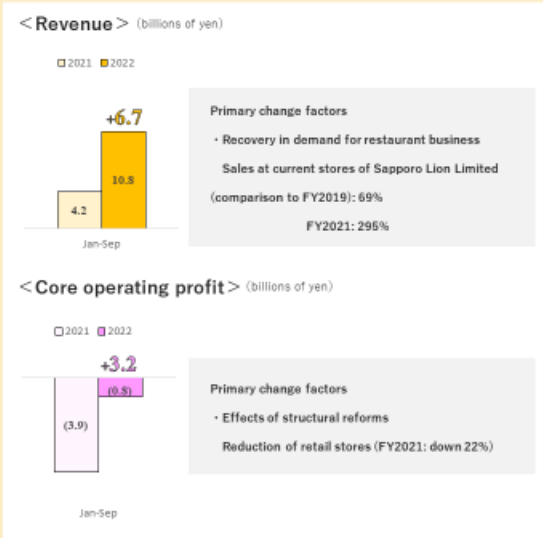 ＜Revenue＞ (billions of yen)
2021 2022
+6.7
10.8
4.2
Jan-Sep
Primary change factors
・Recovery in demand for restaurant business
Sales at current stores of Sapporo Lion Limited
(comparison to FY2019): 69%
FY2021: 295%
＜Core operating profit＞ (billions of yen)
2021 2022
+3.2
(0.8)
(3.9)
Jan-Sep
Primary change factors
・Effects of structural reforms
Reduction of retail stores (FY2021: down 22%)